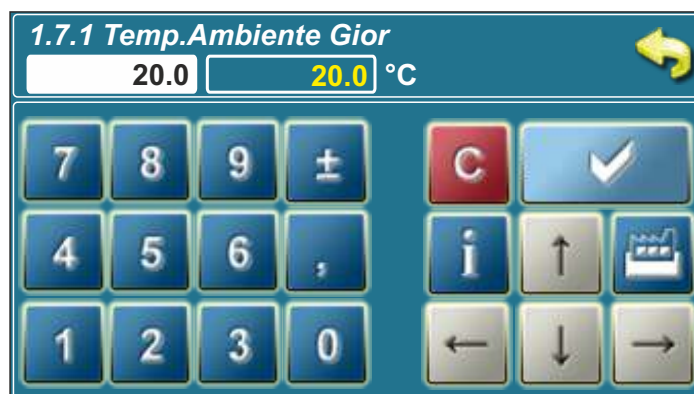 1.7.1 Temp.Ambiente Gior
20.0 20.0 °C
7 8 9 ± C
4 5 6 , i ↑
1 2 3 0 ← ↓ →